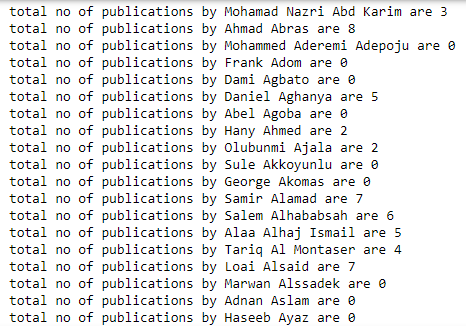 total no of publications by Mohamad Nazri Abd Karim are 3
total no of publications by Ahmad Abras are 8
total no of publications by Mohammed Aderemi Adepoju are 0
total no of publications by Frank Adom are 0
total no of publications by Dami Agbato are 0
total no of publications by Daniel Aghanya are 5
total no of publications by Abel Agoba are 0
total no of publications by Hany Ahmed are 2
total no of publications by Olubunmi Ajala are 2
total no of publications by Sule Akkoyunlu are 0
total no of publications by George Akomas are 0
total no of publications by Samir Alamad are 7
total no of publications by Salem Alhababsah are 6
total no of publications by Alaa Alhaj Ismail are 5
total no of publications by Tariq Al Montaser are 4
total no of publications by Loai Alsaid are 7
total no of publications by Marwan Alssadek are 0
total no of publications by Adnan Aslam are 0
total no of publications by Haseeb Ayaz are 0